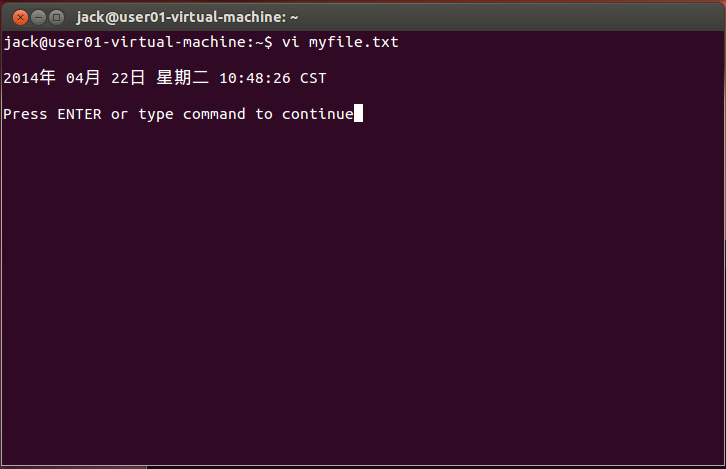 jack@user01-virtual-machine: ~
jack@user01-virtual-machine:~$ vi myfile.txt
2014年 04月 22日 星期二 10:48:26 CST
Press ENTER or type command to continue